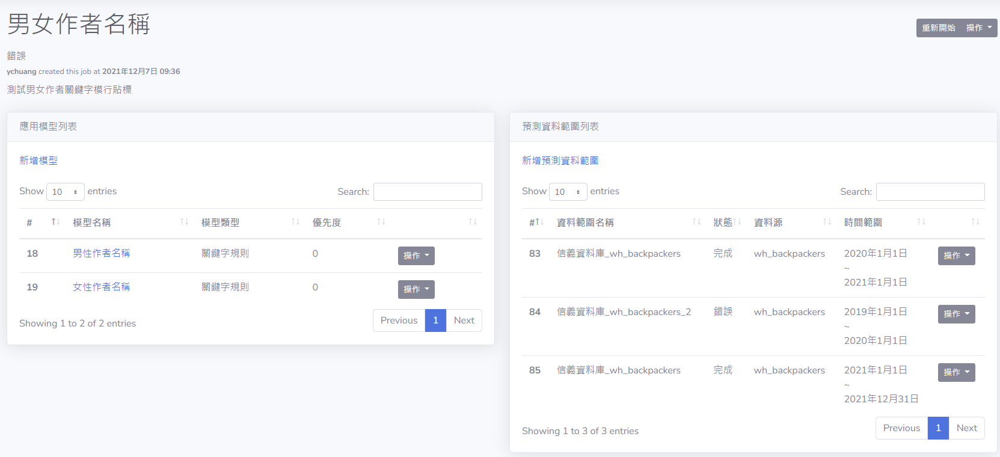 男女作者名稱
重新開始 操作
錯誤
ychuang created this job at 2021年12月7日 09:36
測試男女作者關鍵字模行貼標
應用模型列表
新增模型
Show 10 entries Search:
# 模型名稱 模型類型 優先度
18 男性作者名稱 關鍵字規則 0 操作
19 女性作者名稱 關鍵字規則 0 操作
Showing 1 to 2 of 2 entries
Previous 1 Next
預測資料範圍列表
新增預測資料範圍
Show 10 entries Search:
# 資料範圍名稱 狀態 資料源 時間範圍
83 信義資料庫_wh_backpackers 完成 wh_backpackers 2020年1月1日 操作
~
2021年1月1日
84 信義資料庫_wh_backpackers_2 錯誤 wh_backpackers 2019年1月1日 操作
~
2020年1月1日
85 信義資料庫_wh_backpackers 完成 wh_backpackers 2021年1月1日 操作
~
2021年12月31日
Showing 1 to 3 of 3 entries
Previous 1 Next